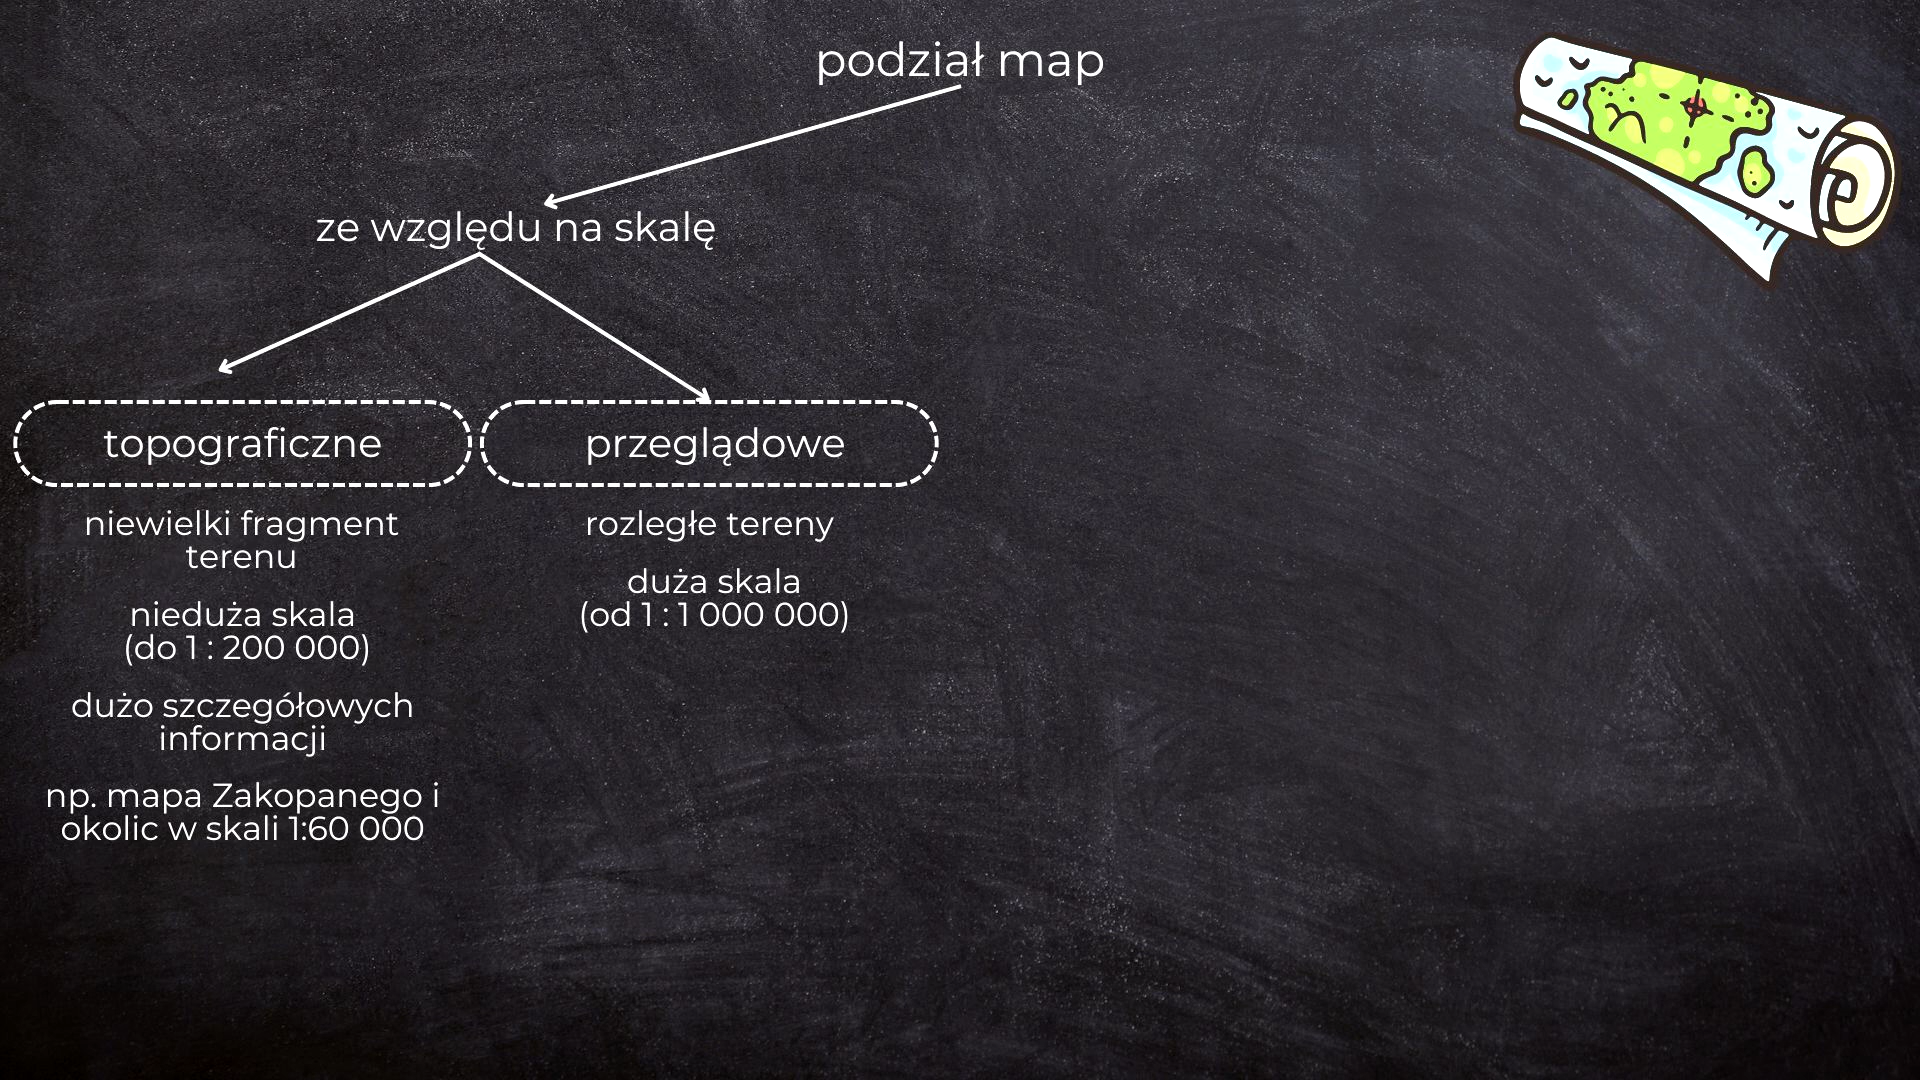 podział map
ze względu na skalę
topograficzne
niewielki fragment
terenu
nieduża skala
(do 1 : 200 000)
dużo szczegółowych
informacji
np. mapa Zakopanego i
okolic w skali 1:60 000
przeglądowe
rozległe tereny
duża skala
(od 1 : 1 000 000)